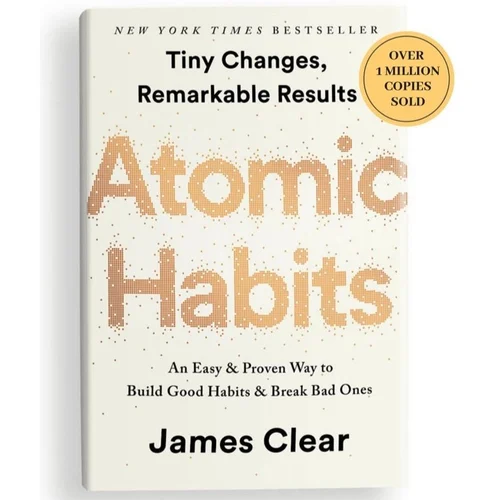 NEW YORK TIMES BESTSELLER
Tiny Changes,
Remarkable Results
OVER
1 MILLION
COPIES
SOLD
Atomic
Habits
An Easy & Proven Way to
Build Good Habits & Break Bad Ones
James Clear